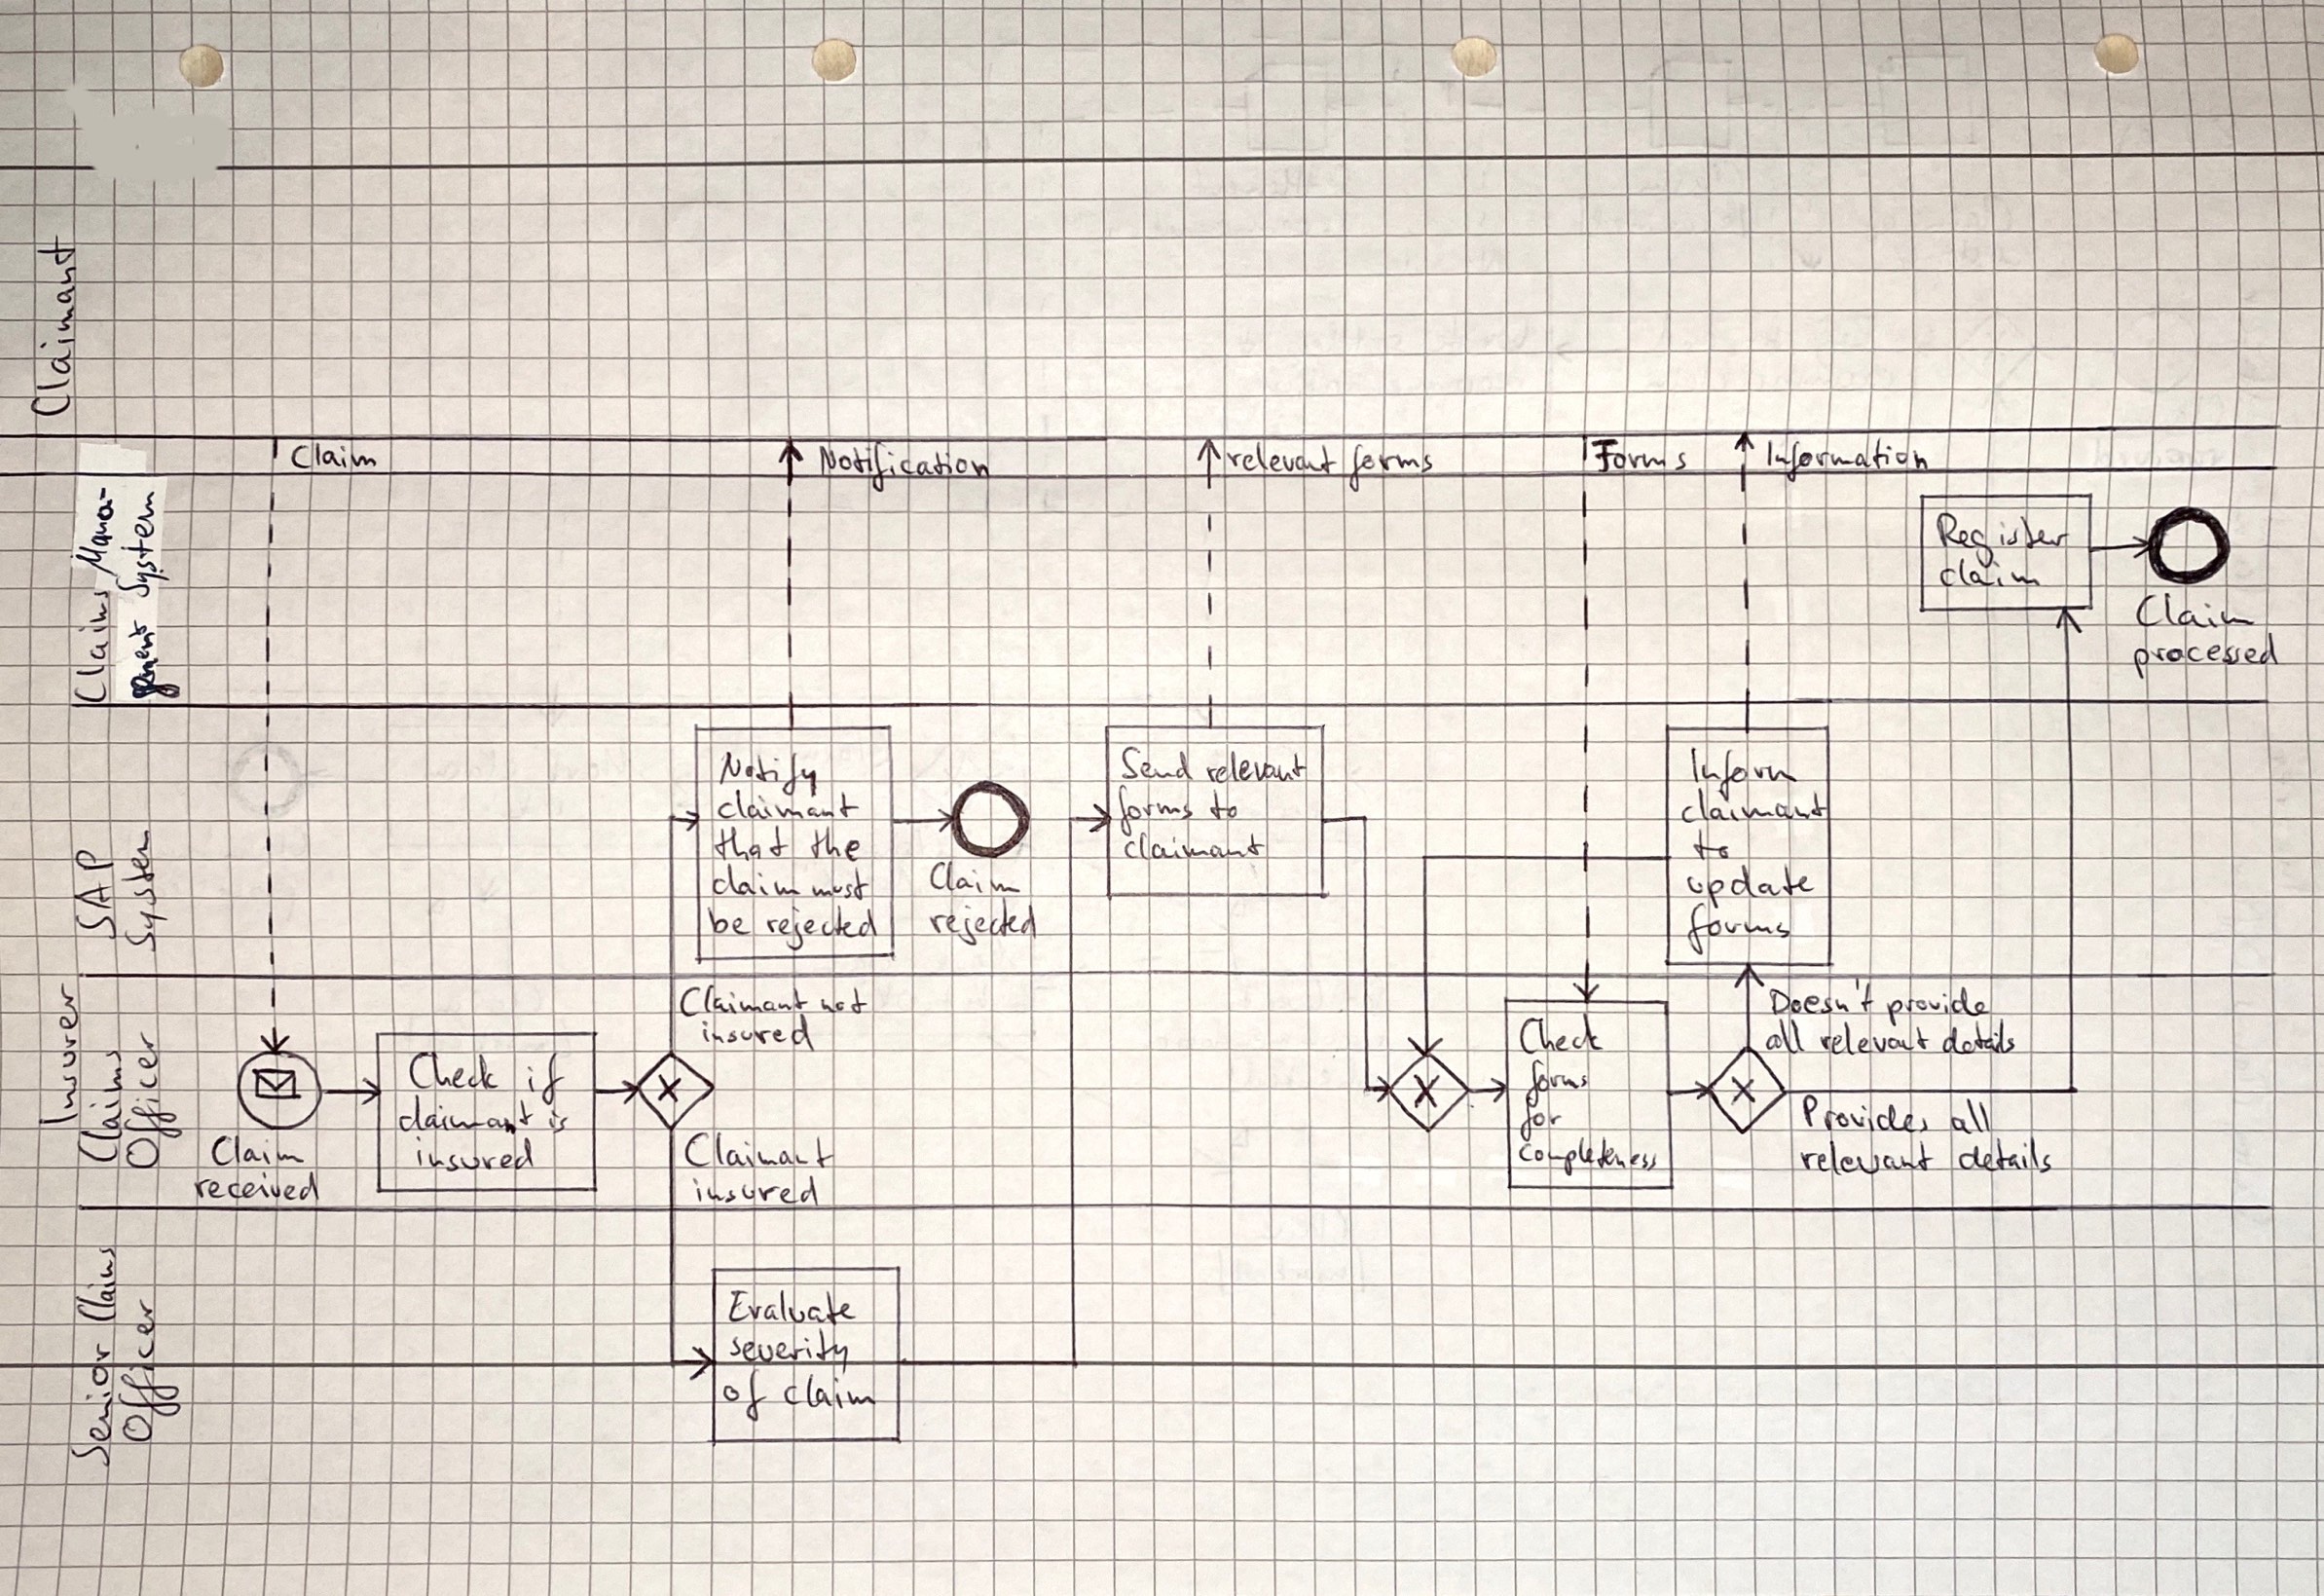 Claimant
Claim
Notification
relevant forms
Forms
Information
Claims Mana-
gement System
Register
claim
Claim
processed
SAP
System
Notify
claimant
that the
claim must
be rejected
Claim
rejected
Send relevant
forms to
claimant
Inform
claimant
to
update
forms
Insurer
Claims
Officer
Claim
received
Check if
claimant is
insured
X
Claimant not
insured
Claimant
insured
X
Check
forms
for
completeness
X
Doesn't provide
all relevant details
Provides all
relevant details
Senior Claims
Officer
Evaluate
severity
of claim